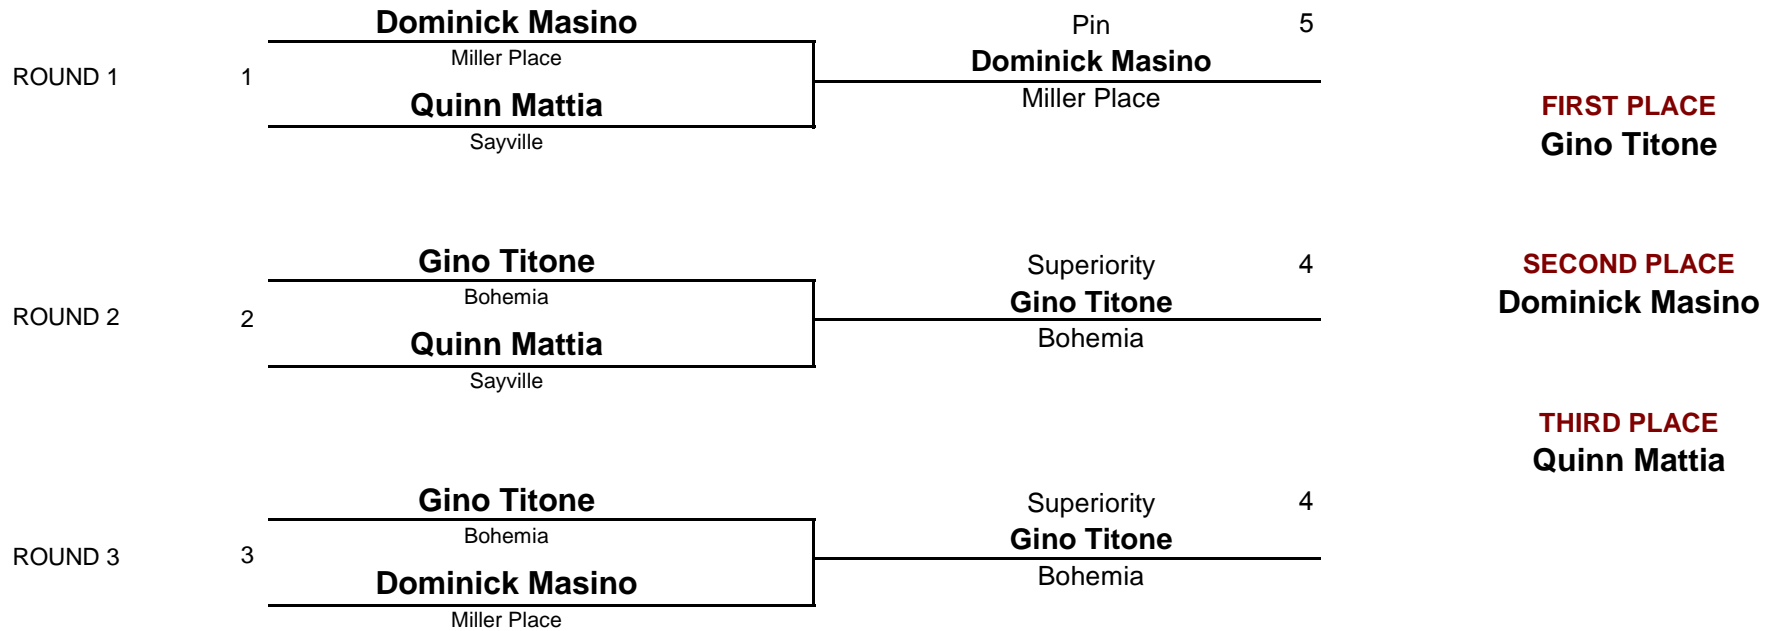 Dominick Masino
Pin 5
Miller Place
Dominick Masino
ROUND 1 1
Quinn Mattia
Miller Place
Sayville
FIRST PLACE
Gino Titone
Gino Titone
Superiority 4
Bohemia
Gino Titone
ROUND 2 2
Quinn Mattia
Bohemia
Sayville
SECOND PLACE
Dominick Masino
THIRD PLACE
Quinn Mattia
Gino Titone
Superiority 4
Bohemia
Gino Titone
ROUND 3 3
Dominick Masino
Bohemia
Miller Place